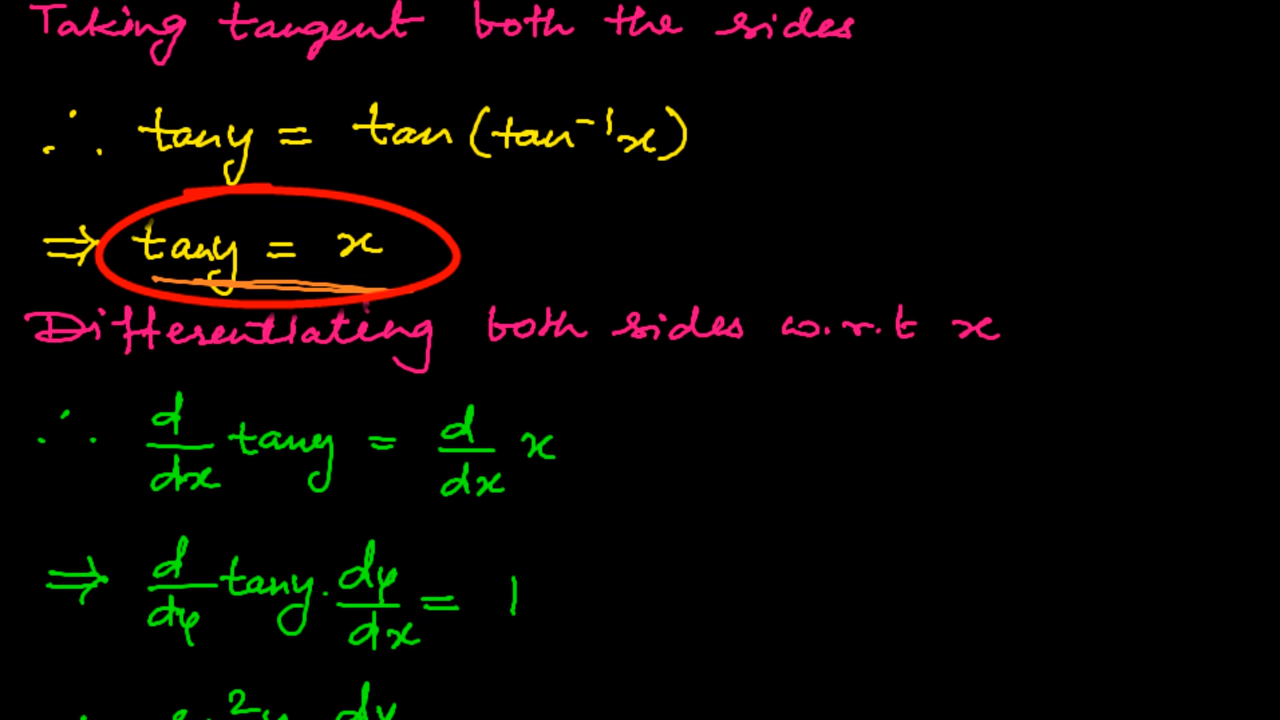 Taking tangent both the sides
∴ tany = tan(tan⁻¹x)
⇒ tany = x
Differentiating both sides w.r.t x
∴ d/dx tany = d/dx x
⇒ d/dy tany · dy/dx = 1